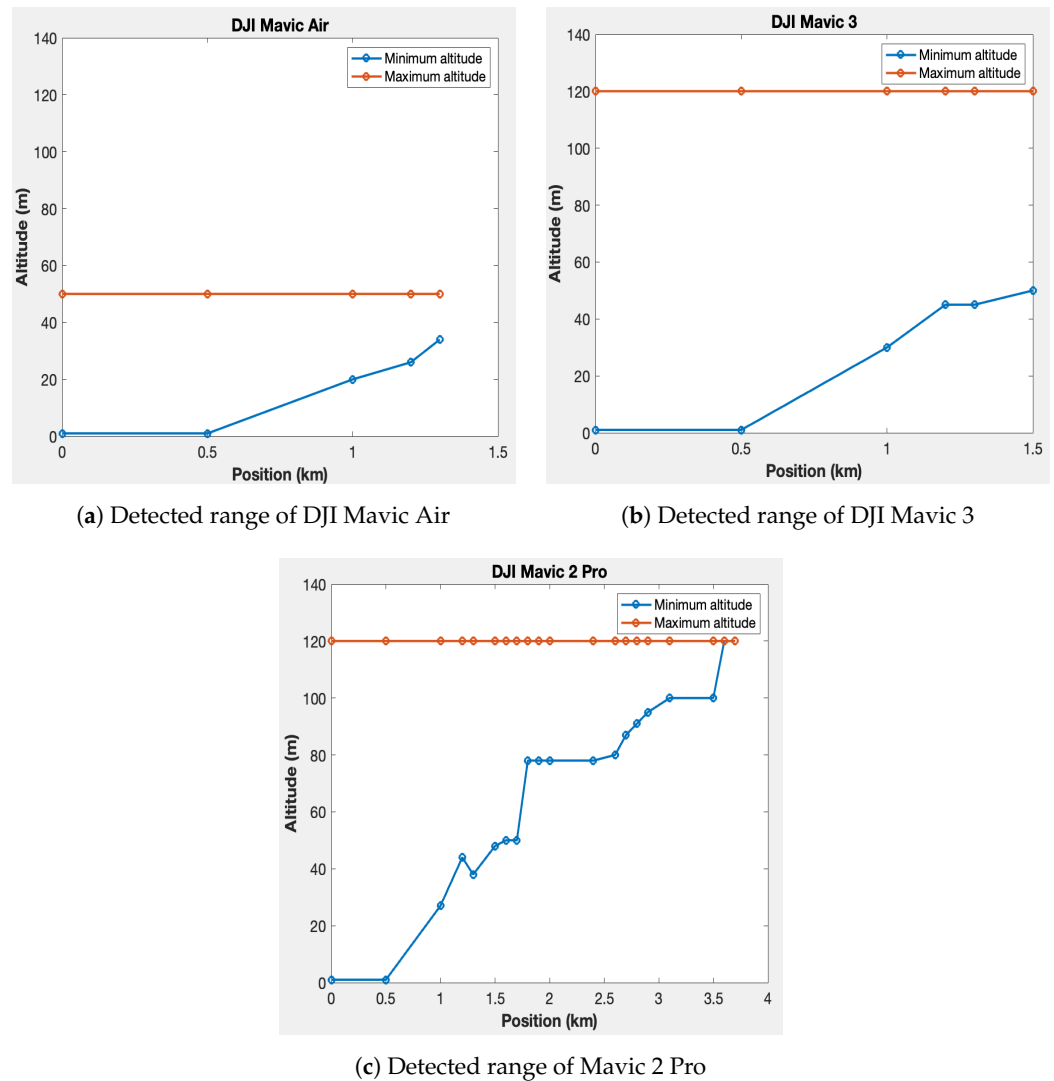 DJI Mavic Air
140
120
100
80
60
40
20
0
Altitude (m)
Minimum altitude
Maximum altitude
0 0.5 1 1.5
Position (km)
(a) Detected range of DJI Mavic Air
DJI Mavic 3
140
120
100
80
60
40
20
0
Altitude (m)
Minimum altitude
Maximum altitude
0 0.5 1 1.5
Position (km)
(b) Detected range of DJI Mavic 3
DJI Mavic 2 Pro
140
120
100
80
60
40
20
0
Altitude (m)
Minimum altitude
Maximum altitude
0 0.5 1 1.5 2 2.5 3 3.5 4
Position (km)
(c) Detected range of Mavic 2 Pro